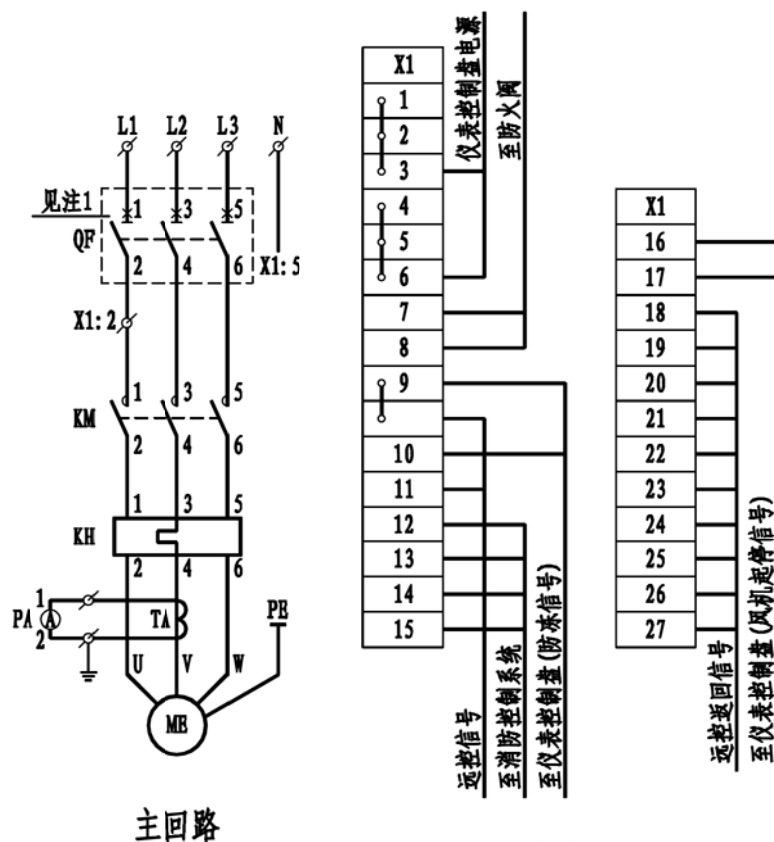 L1 L2 L3 N
见注1
1 3 5
QF
2 4 6 X1:5
X1:2
1 3 5
KM
2 4 6
1 3 5
KH
2 4 6
1
PA A TA PE
2
U V W
ME
主回路
X1
1
2
3
4
5
6
7
8
9
10
11
12
13
14
15
仪表控制盘电源
至防火阀
远控信号
至消防控制系统
至仪表控制盘(防冻信号)
X1
16
17
18
19
20
21
22
23
24
25
26
27
远控返回信号
至仪表控制盘(风机起停信号)